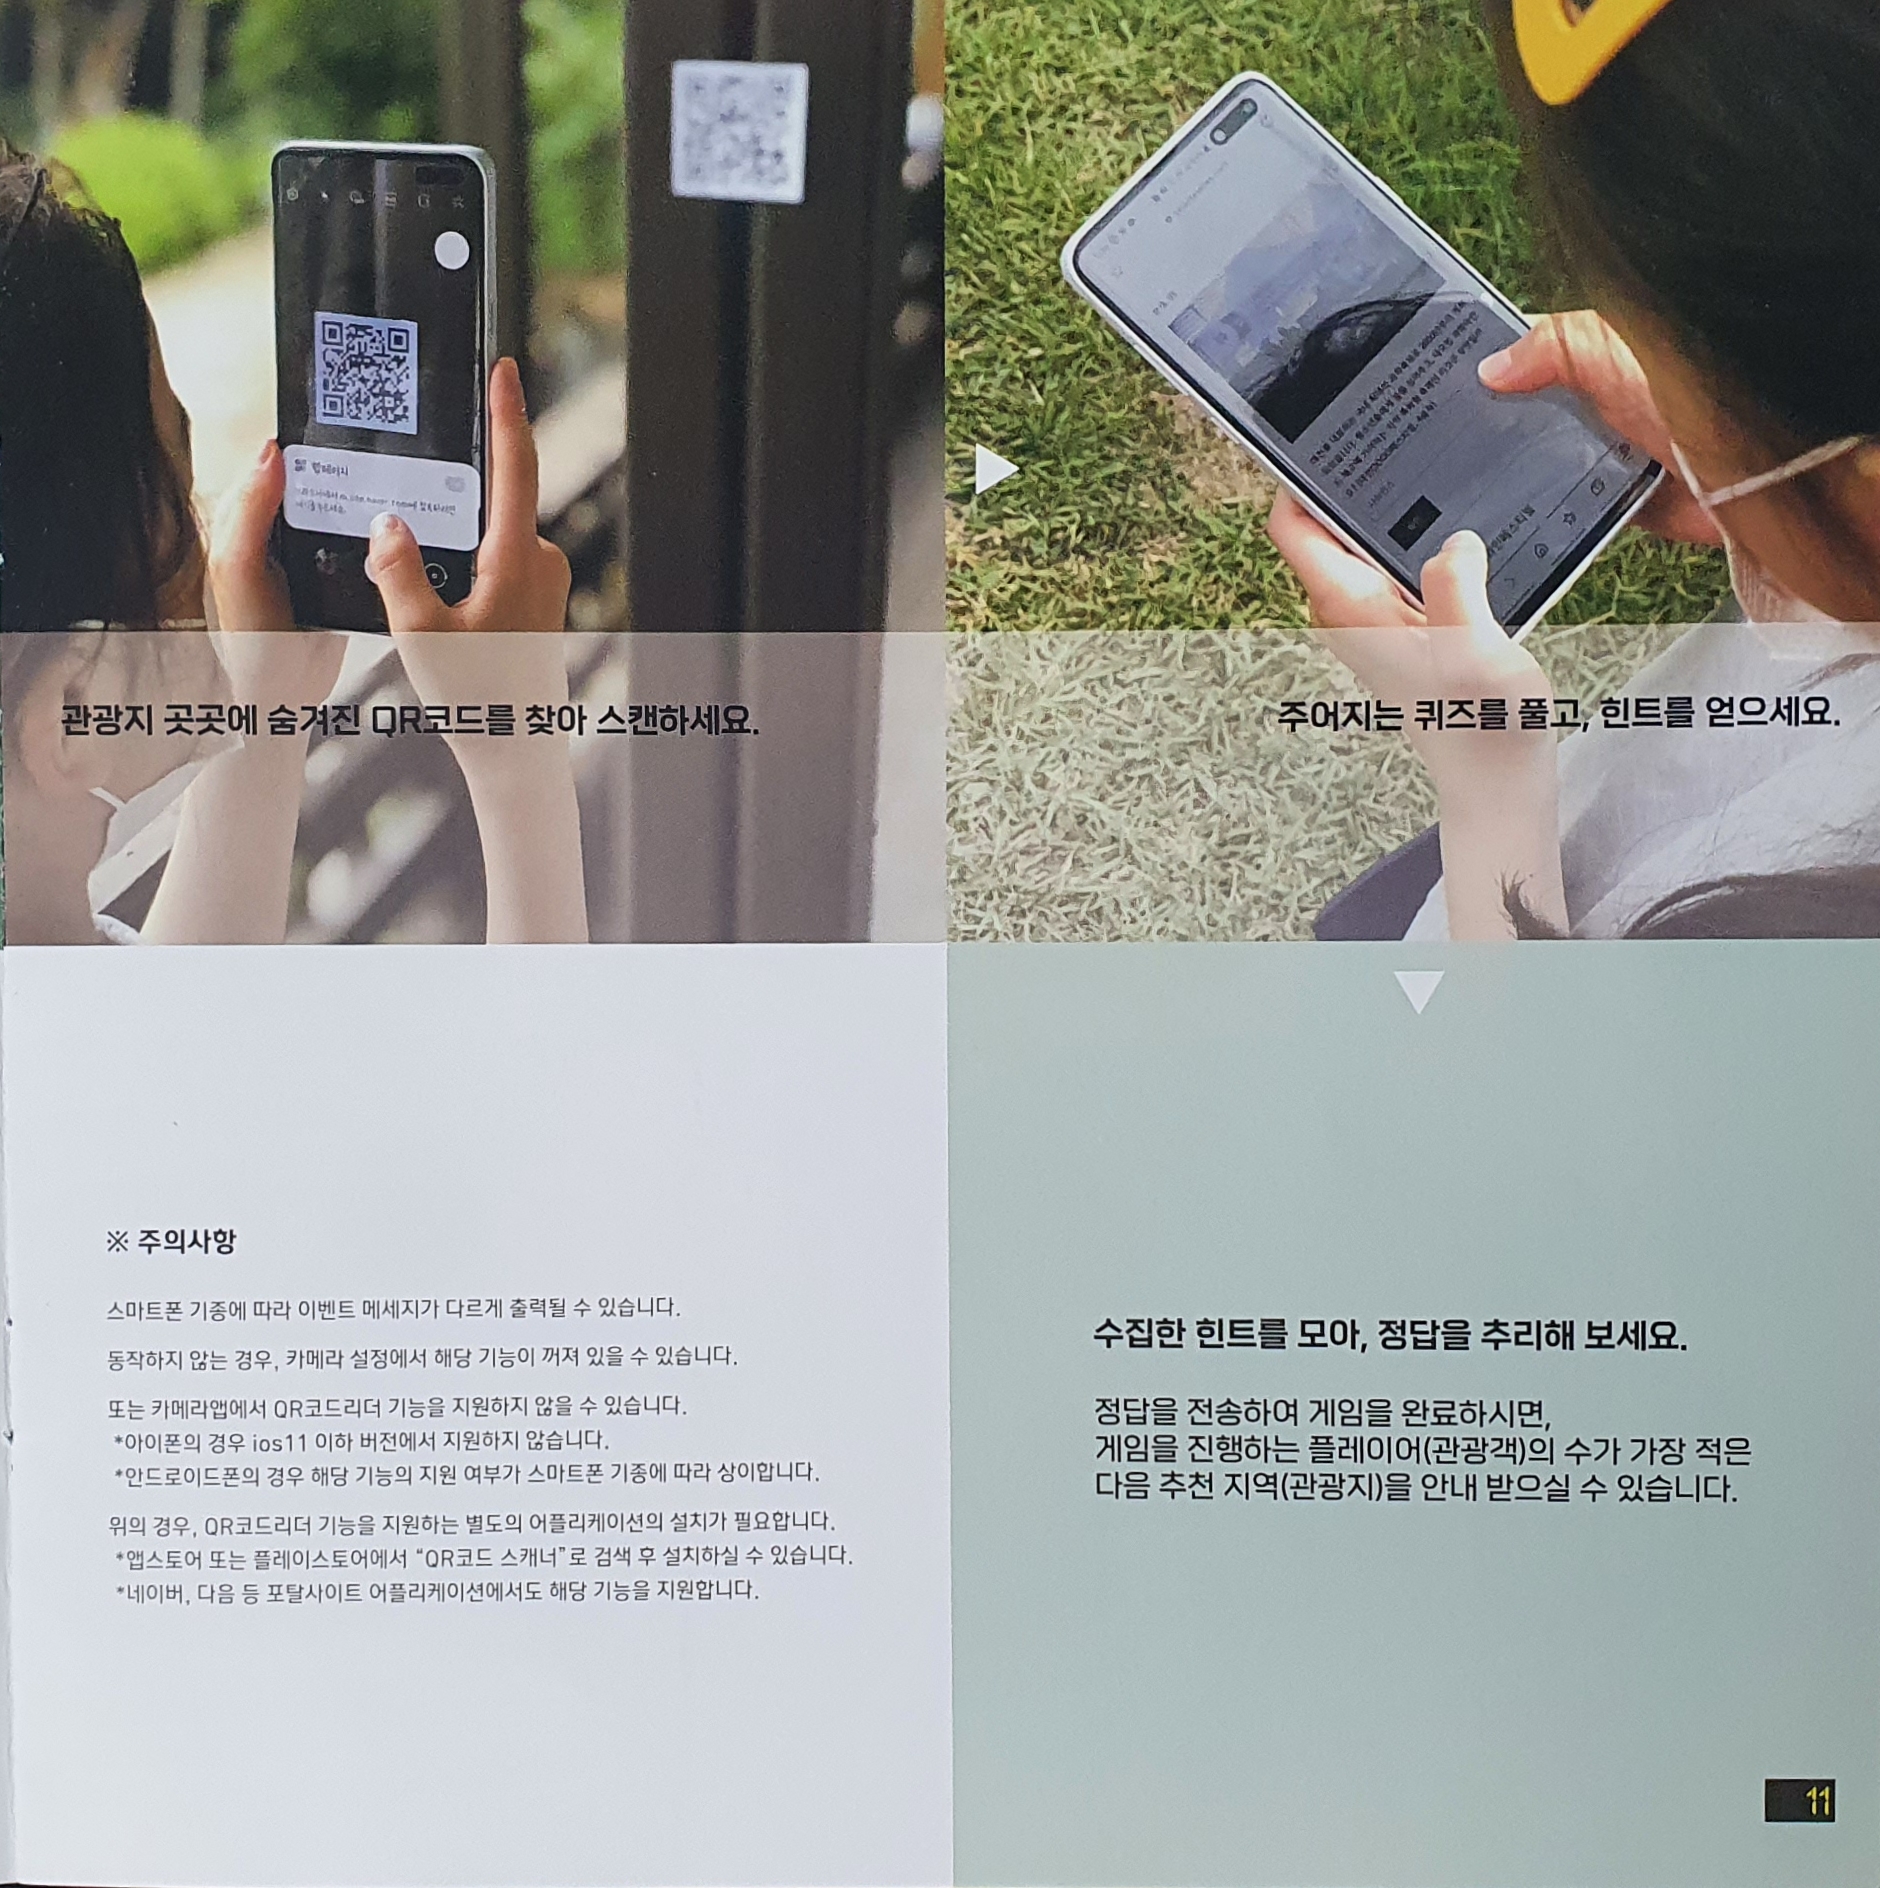 관광지 곳곳에 숨겨진 QR코드를 찾아 스캔하세요.
주어지는 퀴즈를 풀고, 힌트를 얻으세요.
웹페이지
※ 주의사항
스마트폰 기종에 따라 이벤트 메세지가 다르게 출력될 수 있습니다.
동작하지 않는 경우, 카메라 설정에서 해당 기능이 꺼져 있을 수 있습니다.
또는 카메라앱에서 QR코드리더 기능을 지원하지 않을 수 있습니다.
*아이폰의 경우 ios11 이하 버전에서 지원하지 않습니다.
*안드로이드폰의 경우 해당 기능의 지원 여부가 스마트폰 기종에 따라 상이합니다.
위의 경우, QR코드리더 기능을 지원하는 별도의 어플리케이션의 설치가 필요합니다.
*앱스토어 또는 플레이스토어에서 “QR코드 스캐너”로 검색 후 설치하실 수 있습니다.
*네이버, 다음 등 포탈사이트 어플리케이션에서도 해당 기능을 지원합니다.
수집한 힌트를 모아, 정답을 추리해 보세요.
정답을 전송하여 게임을 완료하시면,
게임을 진행하는 플레이어(관광객)의 수가 가장 적은
다음 추천 지역(관광지)을 안내 받으실 수 있습니다.
11